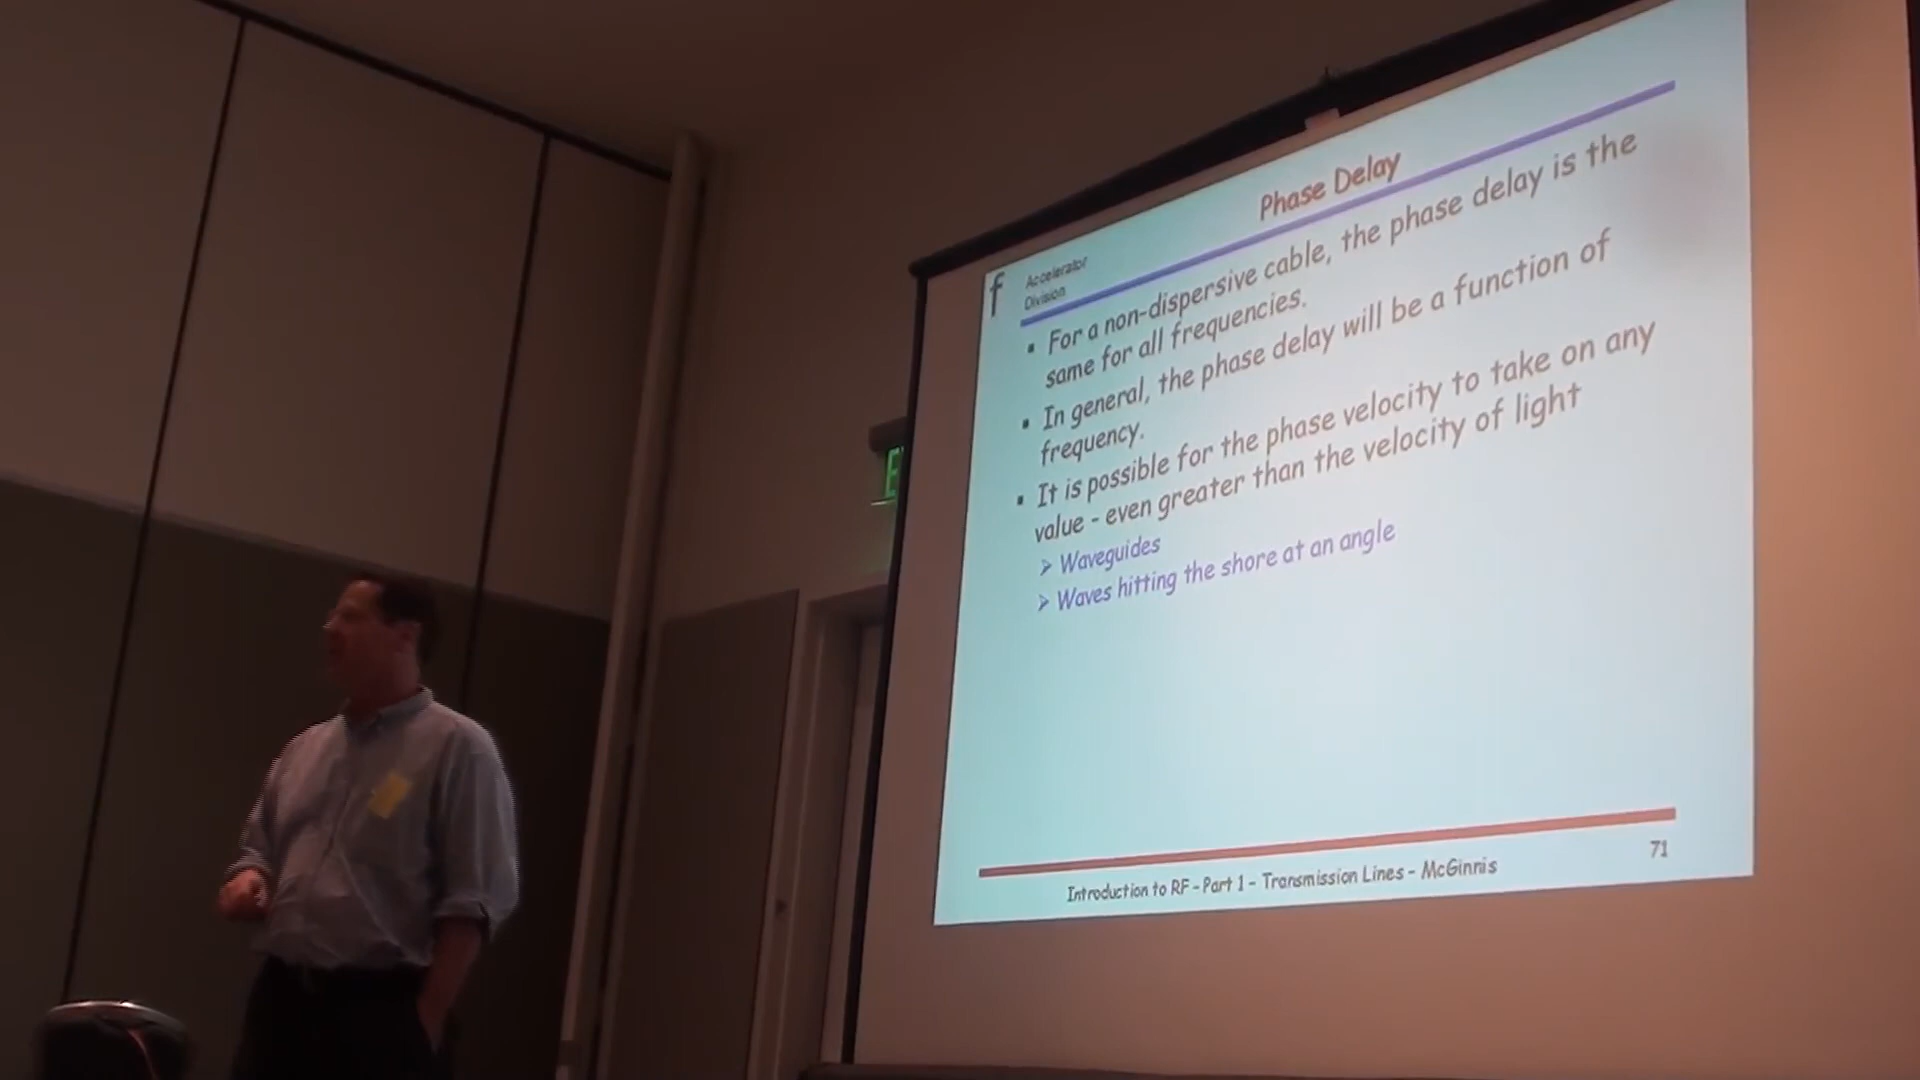 Phase Delay
f
Accelerator
Division
▪ For a non-dispersive cable, the phase delay is the
same for all frequencies.
▪ In general, the phase delay will be a function of
frequency.
▪ It is possible for the phase velocity to take on any
value - even greater than the velocity of light
➢ Waveguides
➢ Waves hitting the shore at an angle
Introduction to RF - Part 1 - Transmission Lines - McGinnis
71